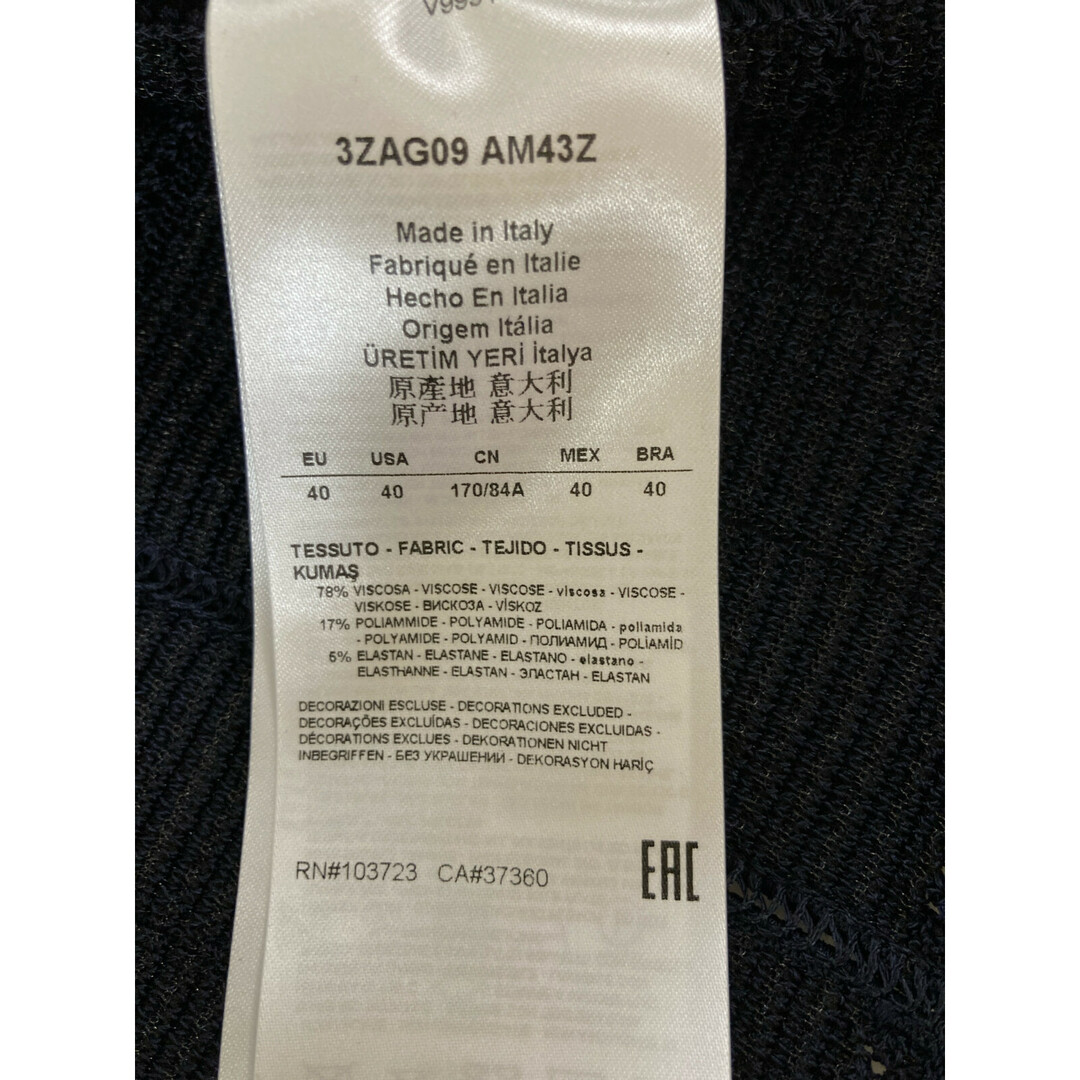 3ZAG09 AM43Z
Made in Italy
Fabriqué en Italie
Hecho En Italia
Origem Itália
ÜRETİM YERİ İtalya
原產地 意大利
原产地 意大利
EU USA CN MEX BRA
40 40 170/84A 40 40
TESSUTO - FABRIC - TEJIDO - TISSUS -
KUMAŞ
78% VISCOSA - VISCOSE - VISCOSE - viscosa - VISCOSE -
VISKOSE - ВИСКОЗА - VİSKOZ
17% POLIAMMIDE - POLYAMIDE - POLIAMIDA - poliamida
- POLYAMIDE - POLYAMID - ПОЛИАМИД - POLİAMİD
5% ELASTAN - ELASTANE - ELASTANO - elastano -
ELASTHANNE - ELASTAN - ЭЛАСТАН - ELASTAN
DECORAZIONI ESCLUSE - DECORATIONS EXCLUDED -
DECORAÇÕES EXCLUÍDAS - DECORACIONES EXCLUIDAS -
DÉCORATIONS EXCLUES - DEKORATIONEN NICHT
INBEGRIFFEN - БЕЗ УКРАШЕНИИ - DEKORASYON HARİÇ
RN#103723 CA#37360
EAC